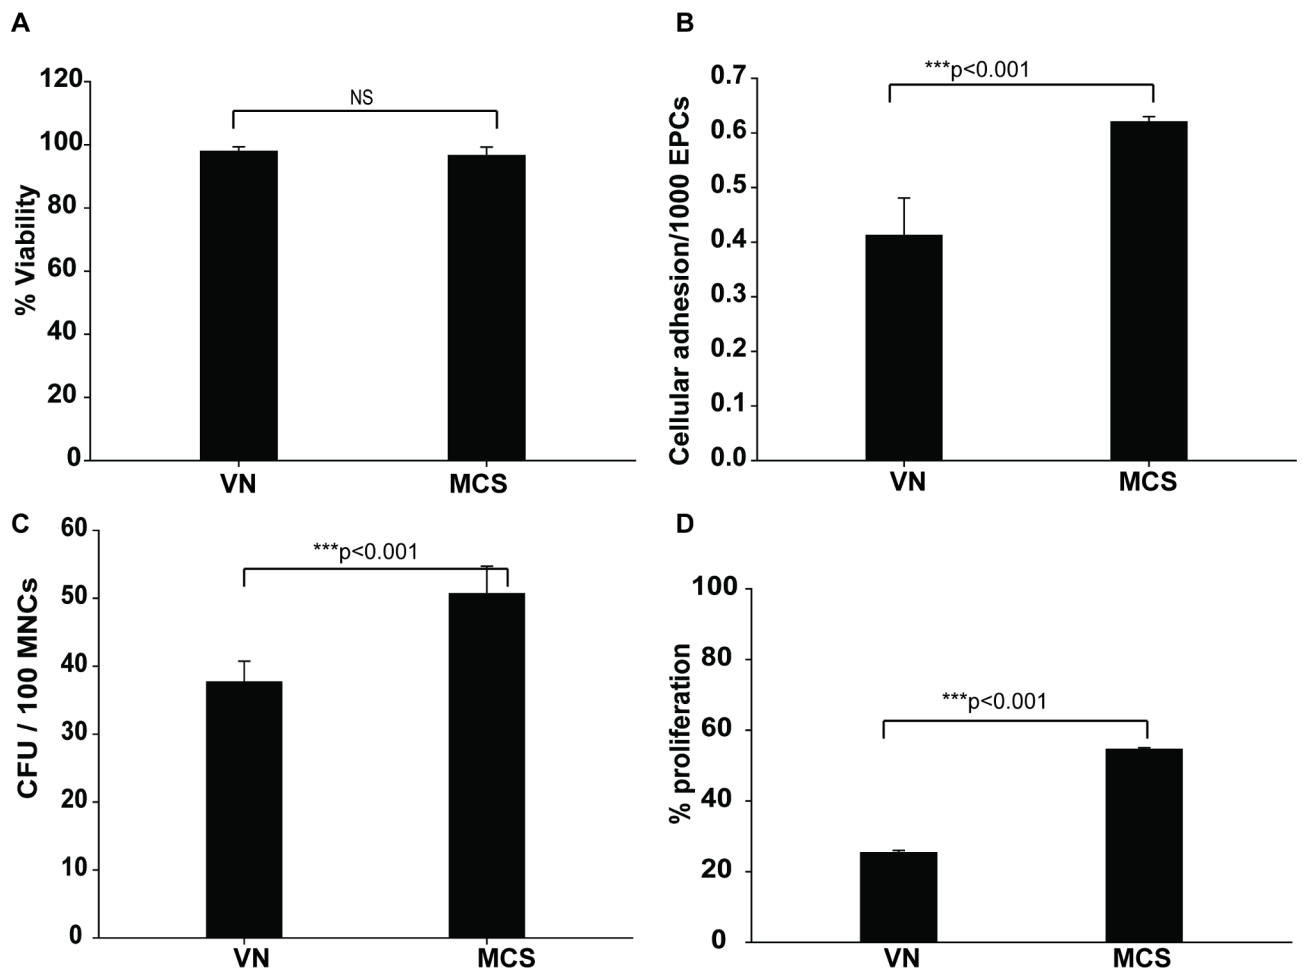 A
% Viability
120
100
80
60
40
20
0
NS
VN
MCS
B
Cellular adhesion/1000 EPCs
0.7
0.6
0.5
0.4
0.3
0.2
0.1
0.0
***p<0.001
VN
MCS
C
CFU / 100 MNCs
60
50
40
30
20
10
0
***p<0.001
VN
MCS
D
% proliferation
100
80
60
40
20
0
***p<0.001
VN
MCS